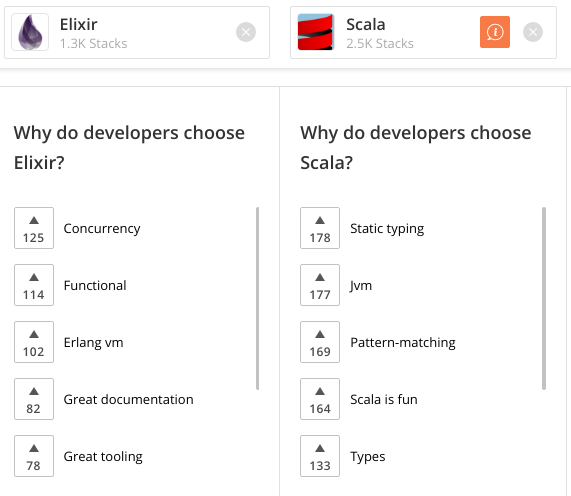 Elixir
1.3K Stacks
Scala
2.5K Stacks
Why do developers choose
Elixir?
125 Concurrency
114 Functional
102 Erlang vm
82 Great documentation
78 Great tooling
Why do developers choose
Scala?
178 Static typing
177 Jvm
169 Pattern-matching
164 Scala is fun
133 Types